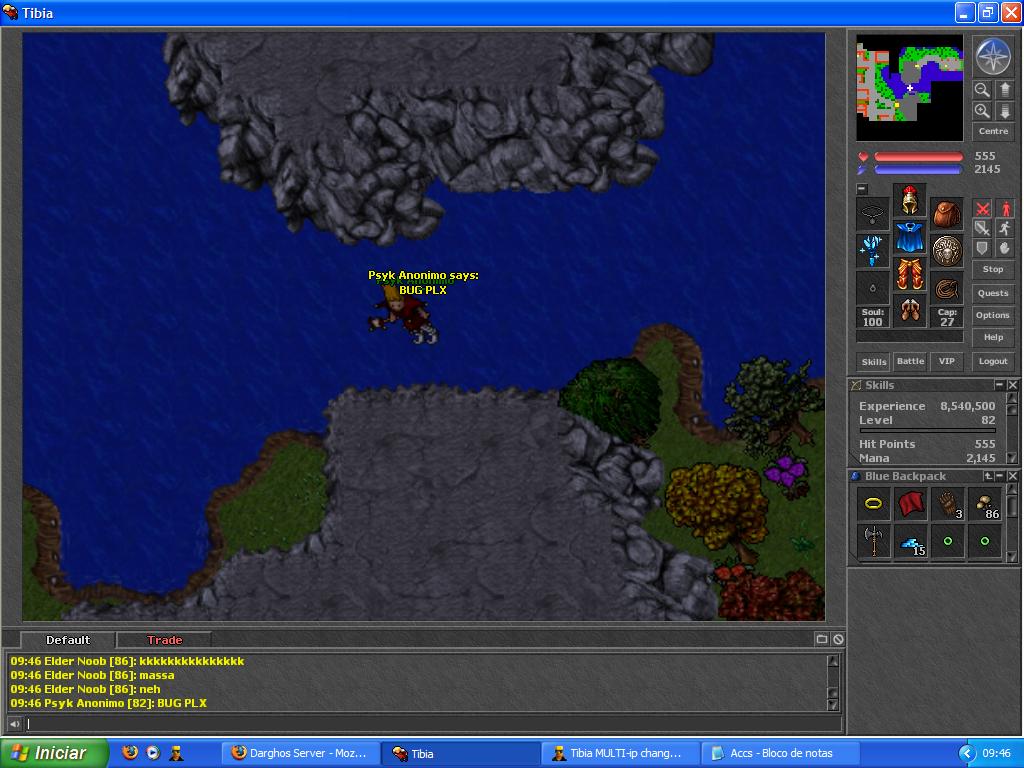 Tibia
Centre
555
2145
Psyk Anonimo says:
Psyk Anonimo
BUG PLX
Soul:
100
Cap:
27
Stop
Quests
Options
Help
Skills
Battle
VIP
Logout
Skills
Experience 8,540,500
Level 82
Hit Points 555
Mana 2,145
Blue Backpack
3
86
15
Default
Trade
09:46 Elder Noob [86]: kkkkkkkkkkkkkkk
09:46 Elder Noob [86]: massa
09:46 Elder Noob [86]: neh
09:46 Psyk Anonimo [82]: BUG PLX
Iniciar
Darghos Server - Moz...
Tibia
Tibia MULTI-ip chang...
Accs - Bloco de notas
09:46